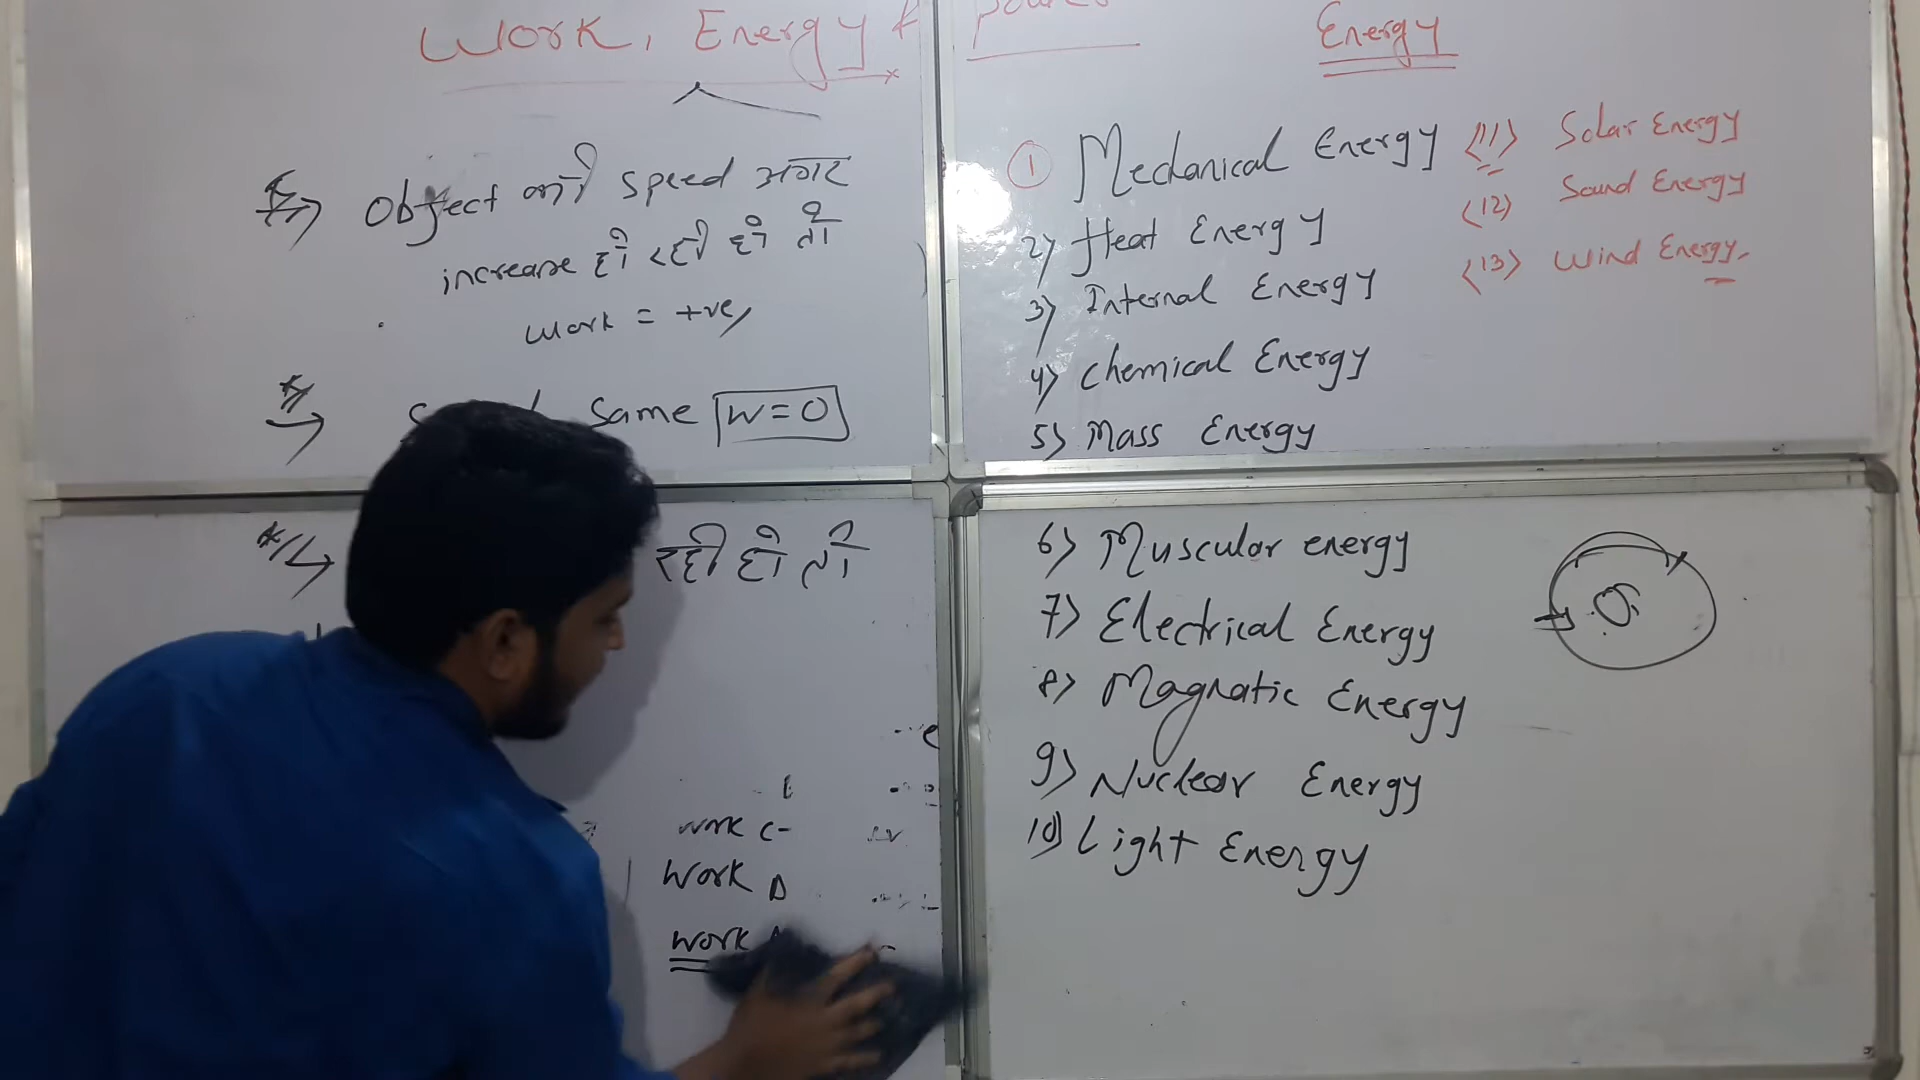 Work, Energy & Power
Object की speed अगर
increase हो रही हो तो
work = +ve,
same W=0
रही हो तो
work C-
Work D
work
Energy
① Mechanical Energy
2) Heat Energy
3) Internal Energy
4) Chemical Energy
5) Mass Energy
6) Muscular energy
7) Electrical Energy
8) Magnatic Energy
9) Nuclear Energy
10) Light Energy
<11> Solar Energy
<12> Sound Energy
<13> Wind Energy.